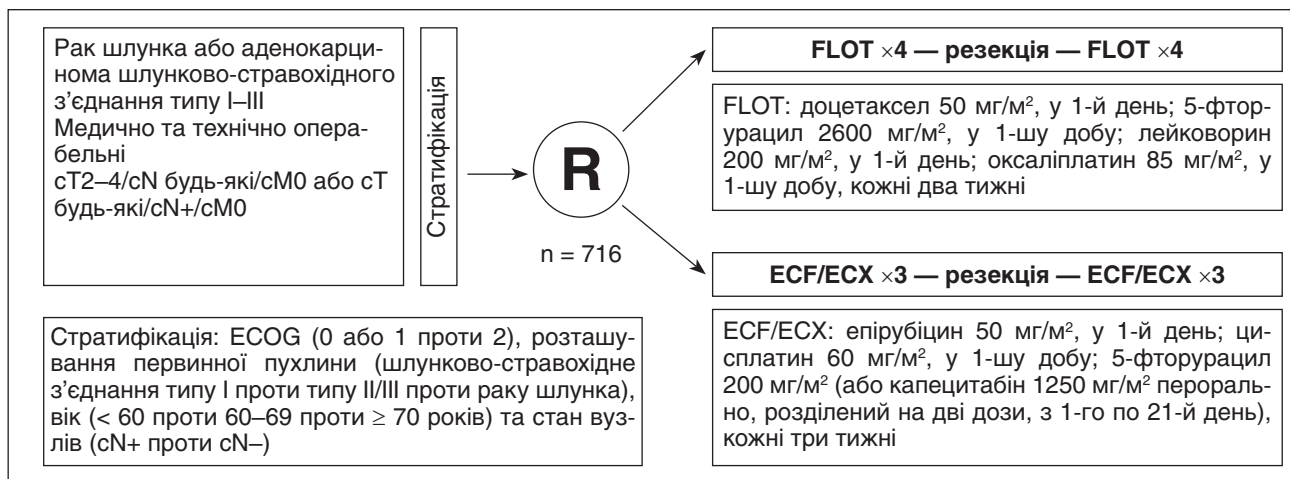 Рак шлунка або аденокарци-
нома шлунково-стравохідного
з’єднання типу I–III
Медично та технічно опера-
бельні
cT2–4/cN будь-які/cM0 або cT
будь-які/cN+/cM0
Стратифікація
R
n = 716
FLOT ×4 — резекція — FLOT ×4
FLOT: доцетаксел 50 мг/м², у 1-й день; 5-фтор-
урацил 2600 мг/м², у 1-шу добу; лейковорин
200 мг/м², у 1-й день; оксаліплатин 85 мг/м², у
1-шу добу, кожні два тижні
ECF/ECX ×3 — резекція — ECF/ECX ×3
ECF/ECX: епірубіцин 50 мг/м², у 1-й день; ци-
сплатин 60 мг/м², у 1-шу добу; 5-фторурацил
200 мг/м² (або капецитабін 1250 мг/м² перораль-
но, розділений на дві дози, з 1-го по 21-й день),
кожні три тижні
Стратифікація: ECOG (0 або 1 проти 2), розташу-
вання первинної пухлини (шлунково-стравохідне
з’єднання типу I проти типу II/III проти раку шлунка),
вік (< 60 проти 60–69 проти ≥ 70 років) та стан вуз-
лів (cN+ проти cN–)